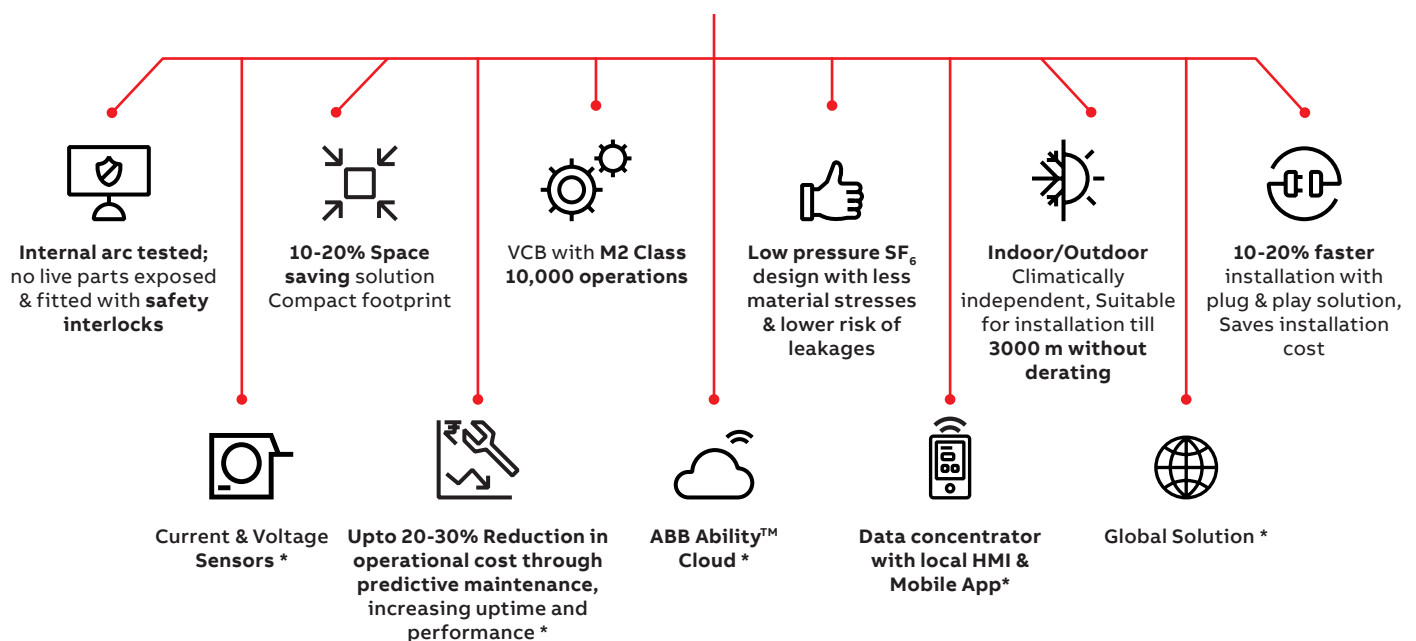 Internal arc tested;
no live parts exposed
& fitted with safety
interlocks
10-20% Space
saving solution
Compact footprint
VCB with M2 Class
10,000 operations
Low pressure SF₆
design with less
material stresses
& lower risk of
leakages
Indoor/Outdoor
Climatically
independent, Suitable
for installation till
3000 m without
derating
10-20% faster
installation with
plug & play solution,
Saves installation
cost
₹
Current & Voltage
Sensors *
Upto 20-30% Reduction in
operational cost through
predictive maintenance,
increasing uptime and
performance *
ABB Ability™
Cloud *
Data concentrator
with local HMI &
Mobile App*
Global Solution *